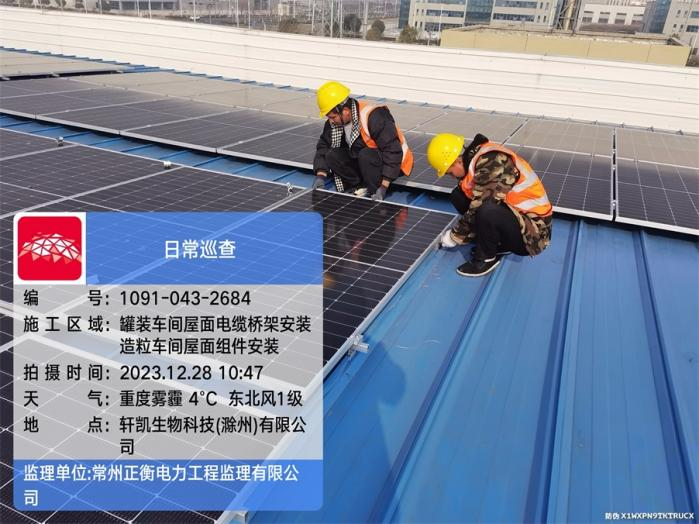 日常巡查
编 号：1091-043-2684
施工区域：罐装车间屋面电缆桥架安装
造粒车间屋面组件安装
拍摄时间：2023.12.28 10:47
天 气：重度雾霾 4℃ 东北风1级
地 点：轩凯生物科技(滁州)有限公
司
监理单位:常州正衡电力工程监理有限公
司
防伪 X1WXPN9TKTRUCX